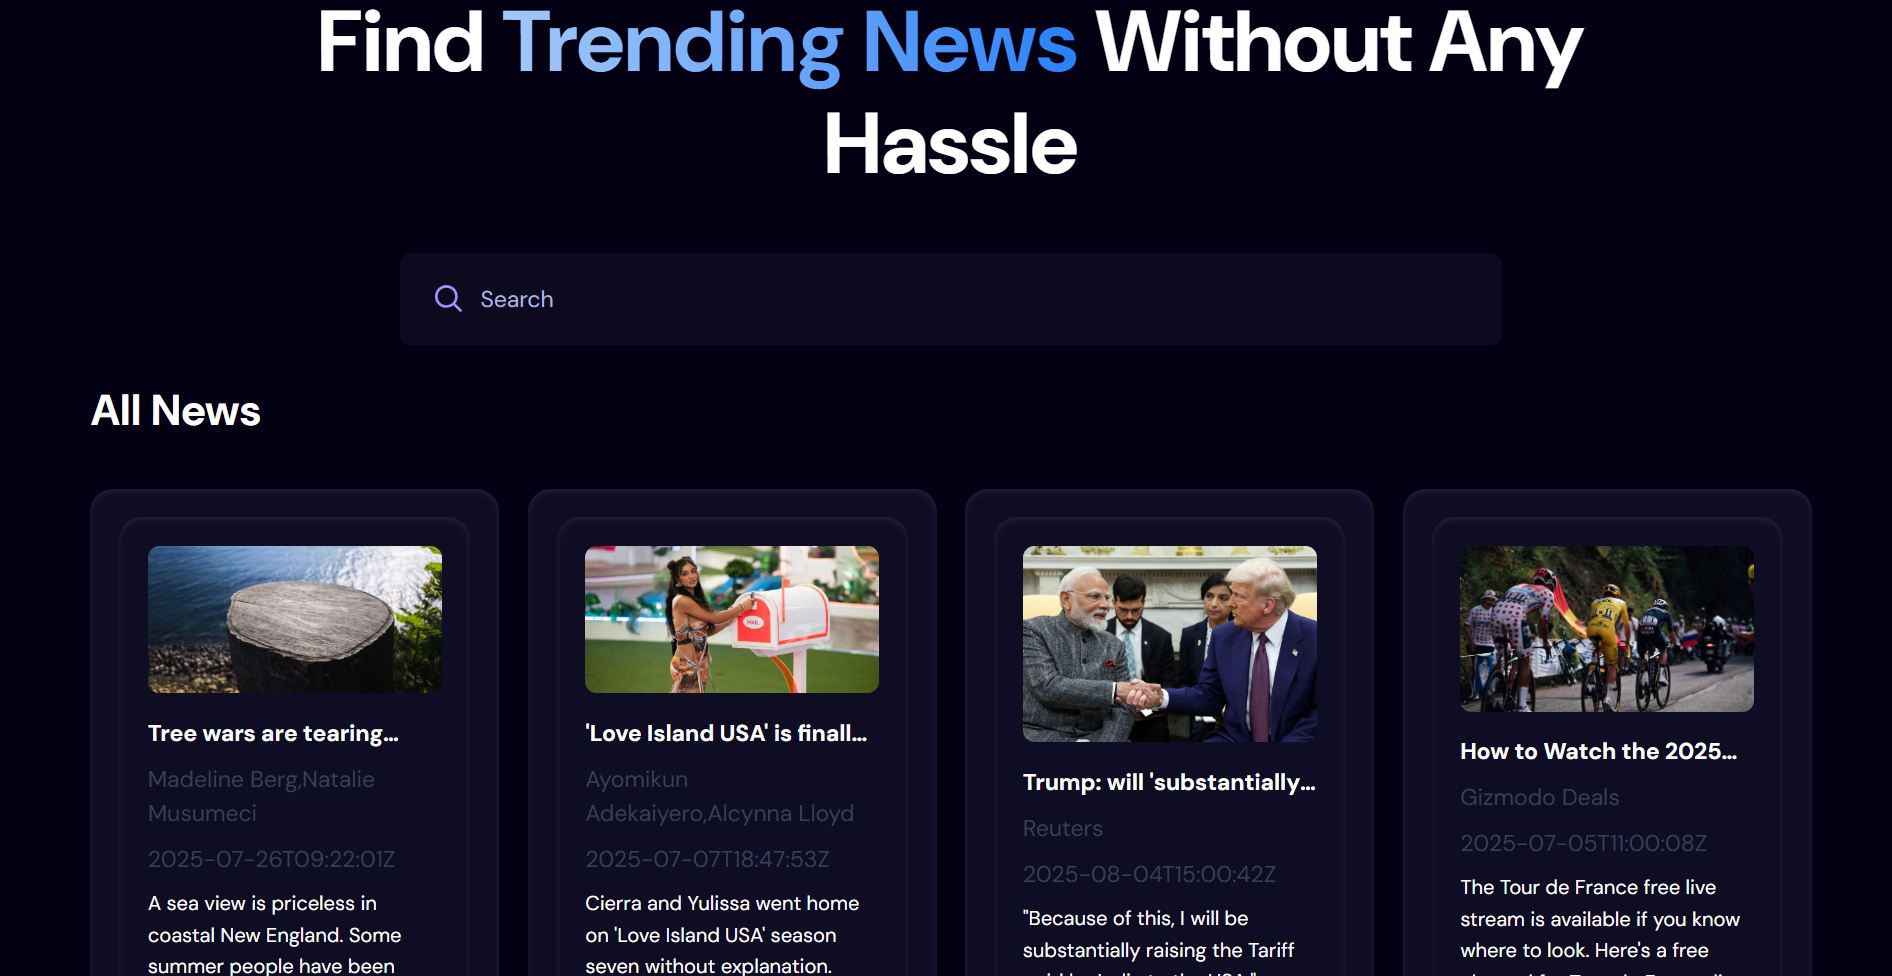 Find Trending News Without Any
Hassle
Search
All News
MAIL
Tree wars are tearing...
Madeline Berg,Natalie
Musumeci
2025-07-26T09:22:01Z
A sea view is priceless in
coastal New England. Some
summer people have been
'Love Island USA' is finall...
Ayomikun
Adekaiyero,Alcynna Lloyd
2025-07-07T18:47:53Z
Cierra and Yulissa went home
on 'Love Island USA' season
seven without explanation.
Trump: will 'substantially...
Reuters
2025-08-04T15:00:42Z
"Because of this, I will be
substantially raising the Tariff
How to Watch the 2025...
Gizmodo Deals
2025-07-05T11:00:08Z
The Tour de France free live
stream is available if you know
where to look. Here's a free